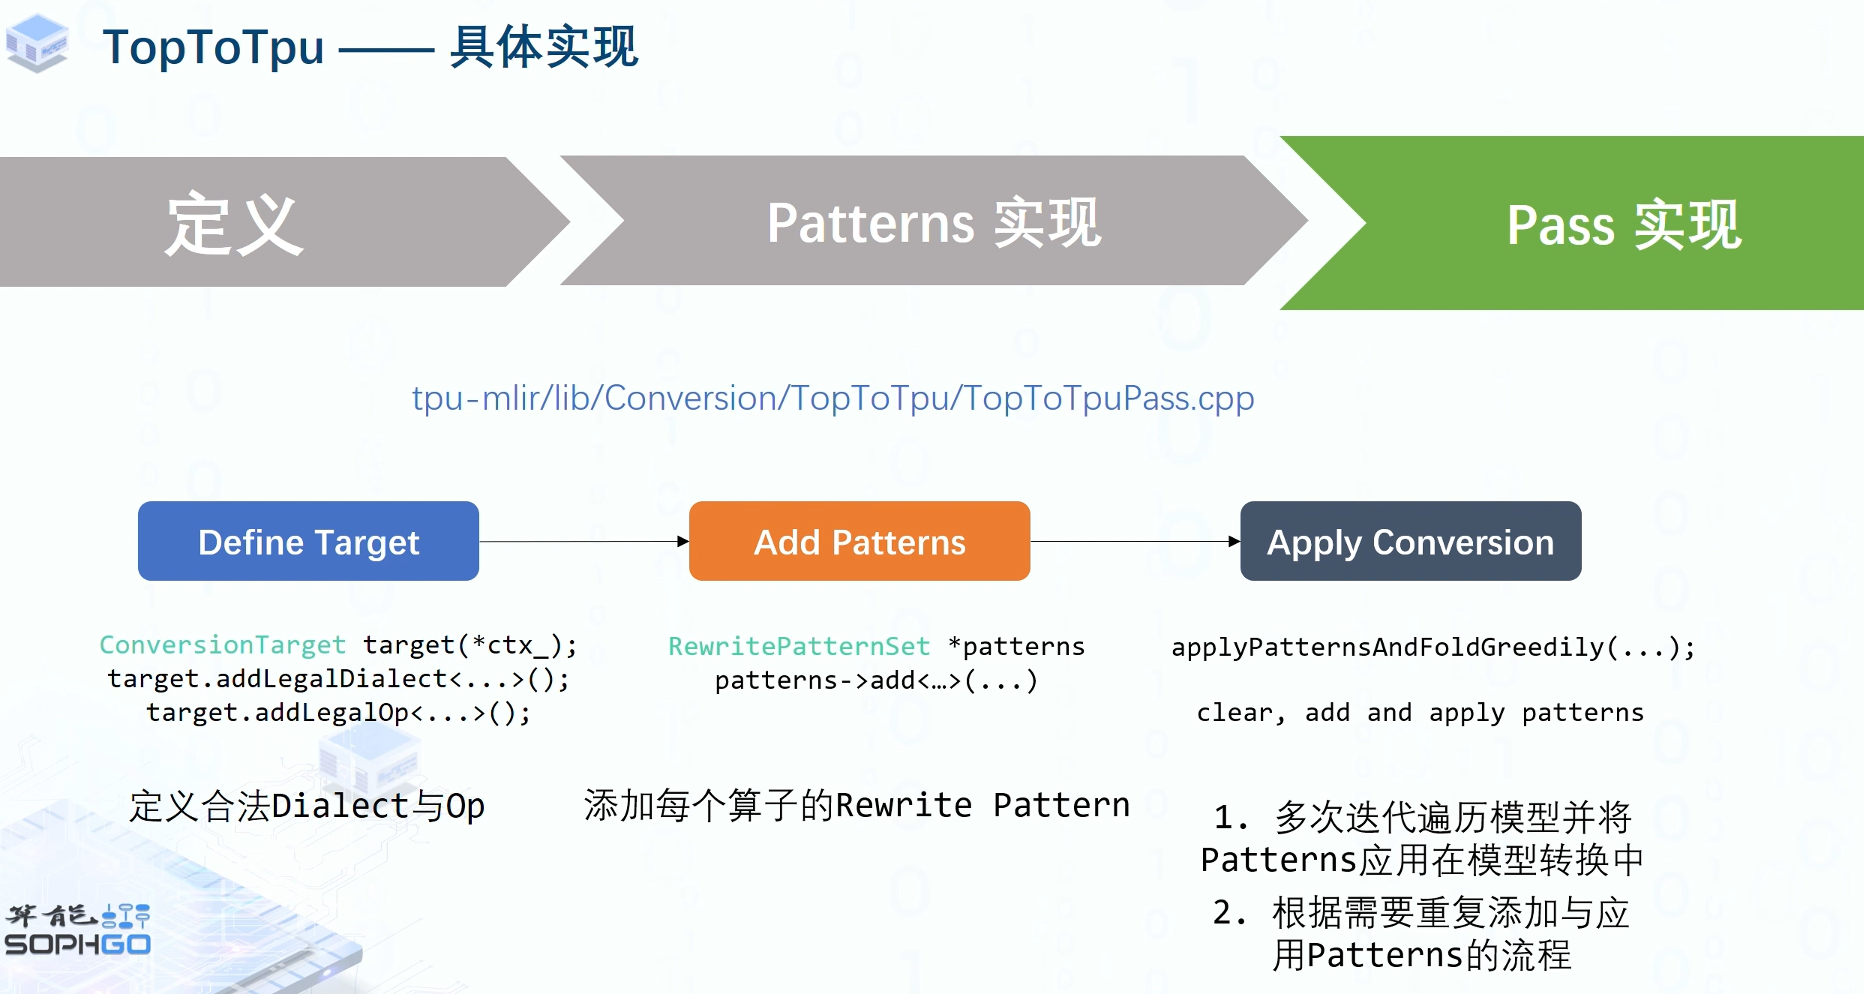 TopToTpu —— 具体实现
定义
Patterns 实现
Pass 实现
tpu-mlir/lib/Conversion/TopToTpu/TopToTpuPass.cpp
Define Target
Add Patterns
Apply Conversion
ConversionTarget target(*ctx_);
target.addLegalDialect<...>();
target.addLegalOp<...>();
RewritePatternSet *patterns
patterns->add<…>(...)
applyPatternsAndFoldGreedily(...);
clear, add and apply patterns
定义合法Dialect与Op
添加每个算子的Rewrite Pattern
1. 多次迭代遍历模型并将
Patterns应用在模型转换中
2. 根据需要重复添加与应
用Patterns的流程
算能
SOPHGO